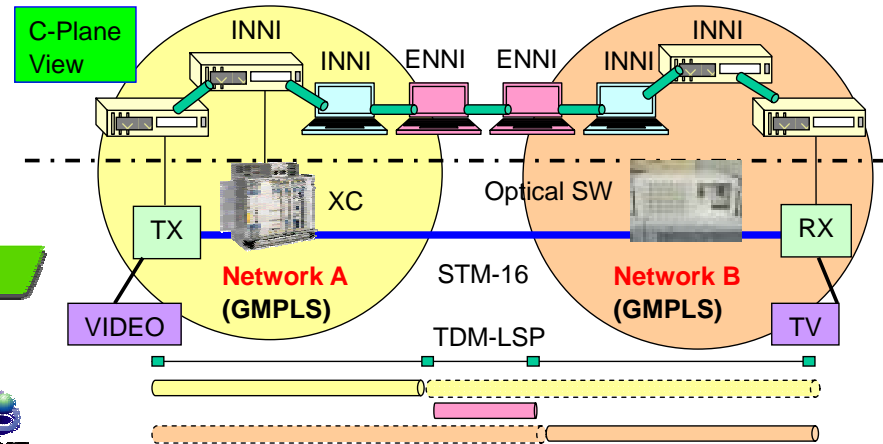 C-Plane
View
INNI
INNI
ENNI
ENNI
INNI
INNI
XC
Optical SW
TX
RX
Network A
(GMPLS)
STM-16
Network B
(GMPLS)
VIDEO
TV
TDM-LSP